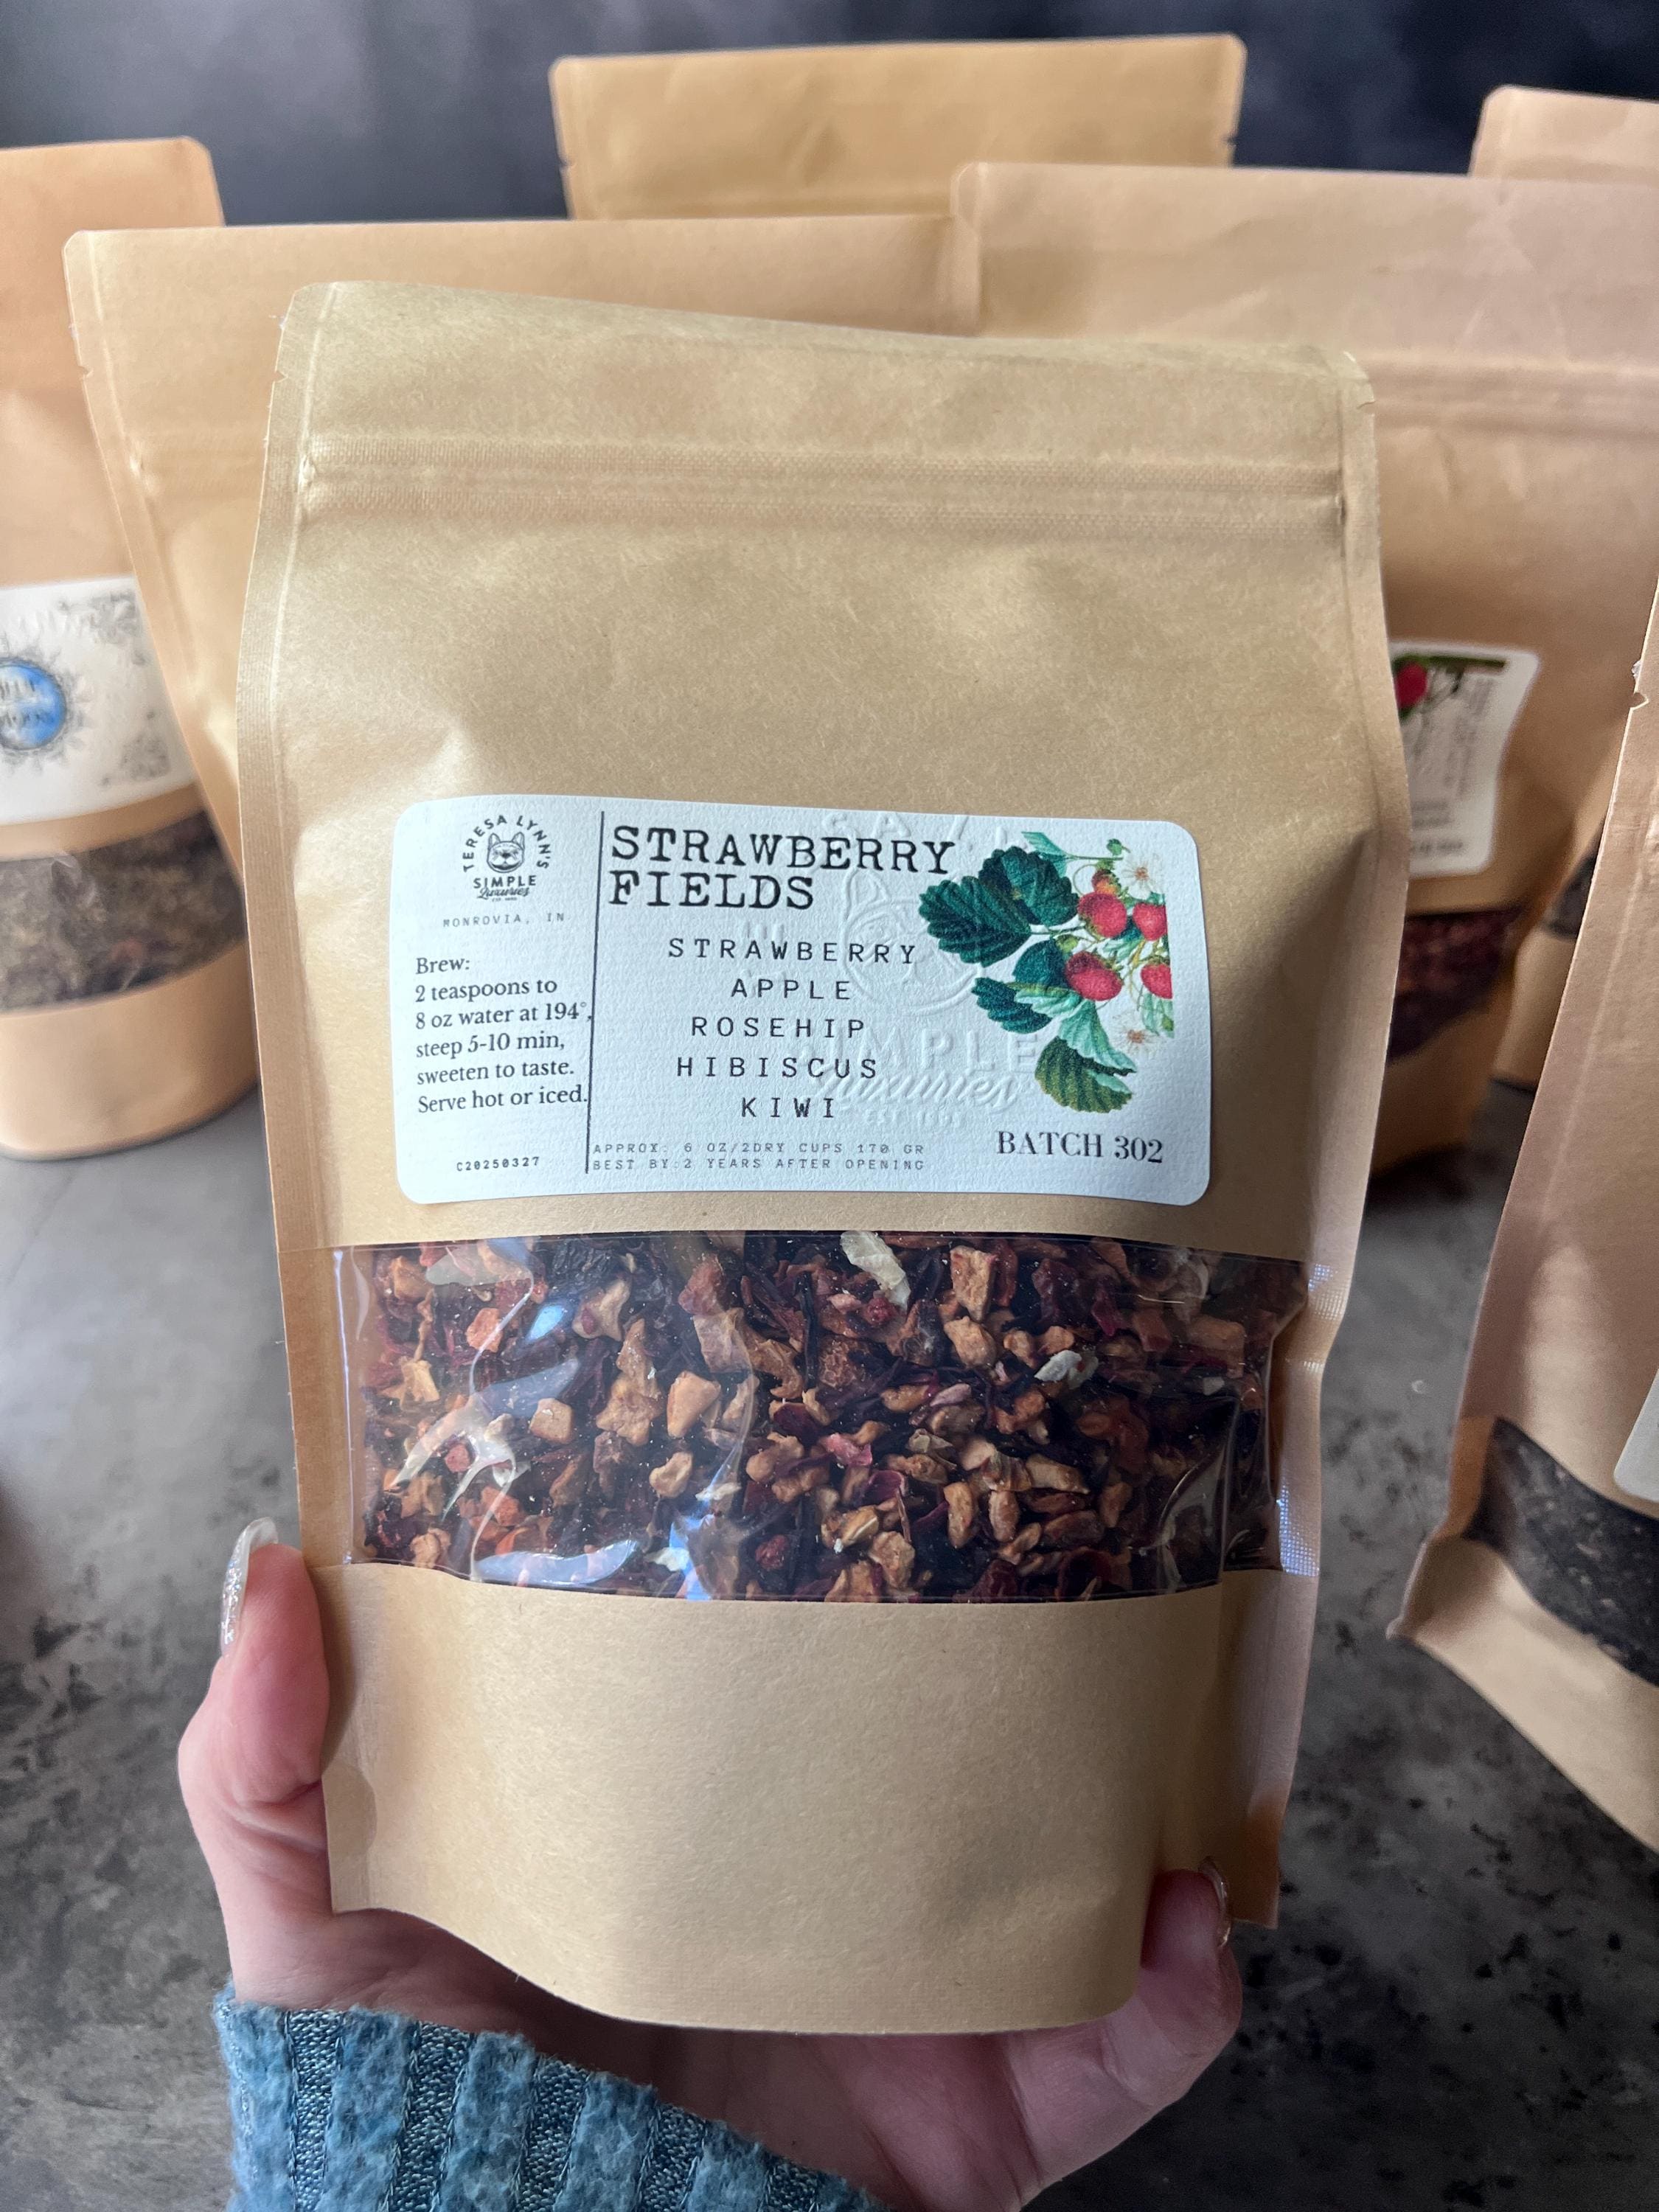 TERESA LYNN'S
SIMPLE
Luxuries
MONROVIA, IN
Brew:
2 teaspoons to
8 oz water at 194°,
steep 5-10 min,
sweeten to taste.
Serve hot or iced.
C20250327
STRAWBERRY
FIELDS
STRAWBERRY
APPLE
ROSEHIP
HIBISCUS
KIWI
APPROX: 6 OZ/2DRY CUPS 170 GR
BEST BY:2 YEARS AFTER OPENING
BATCH 302